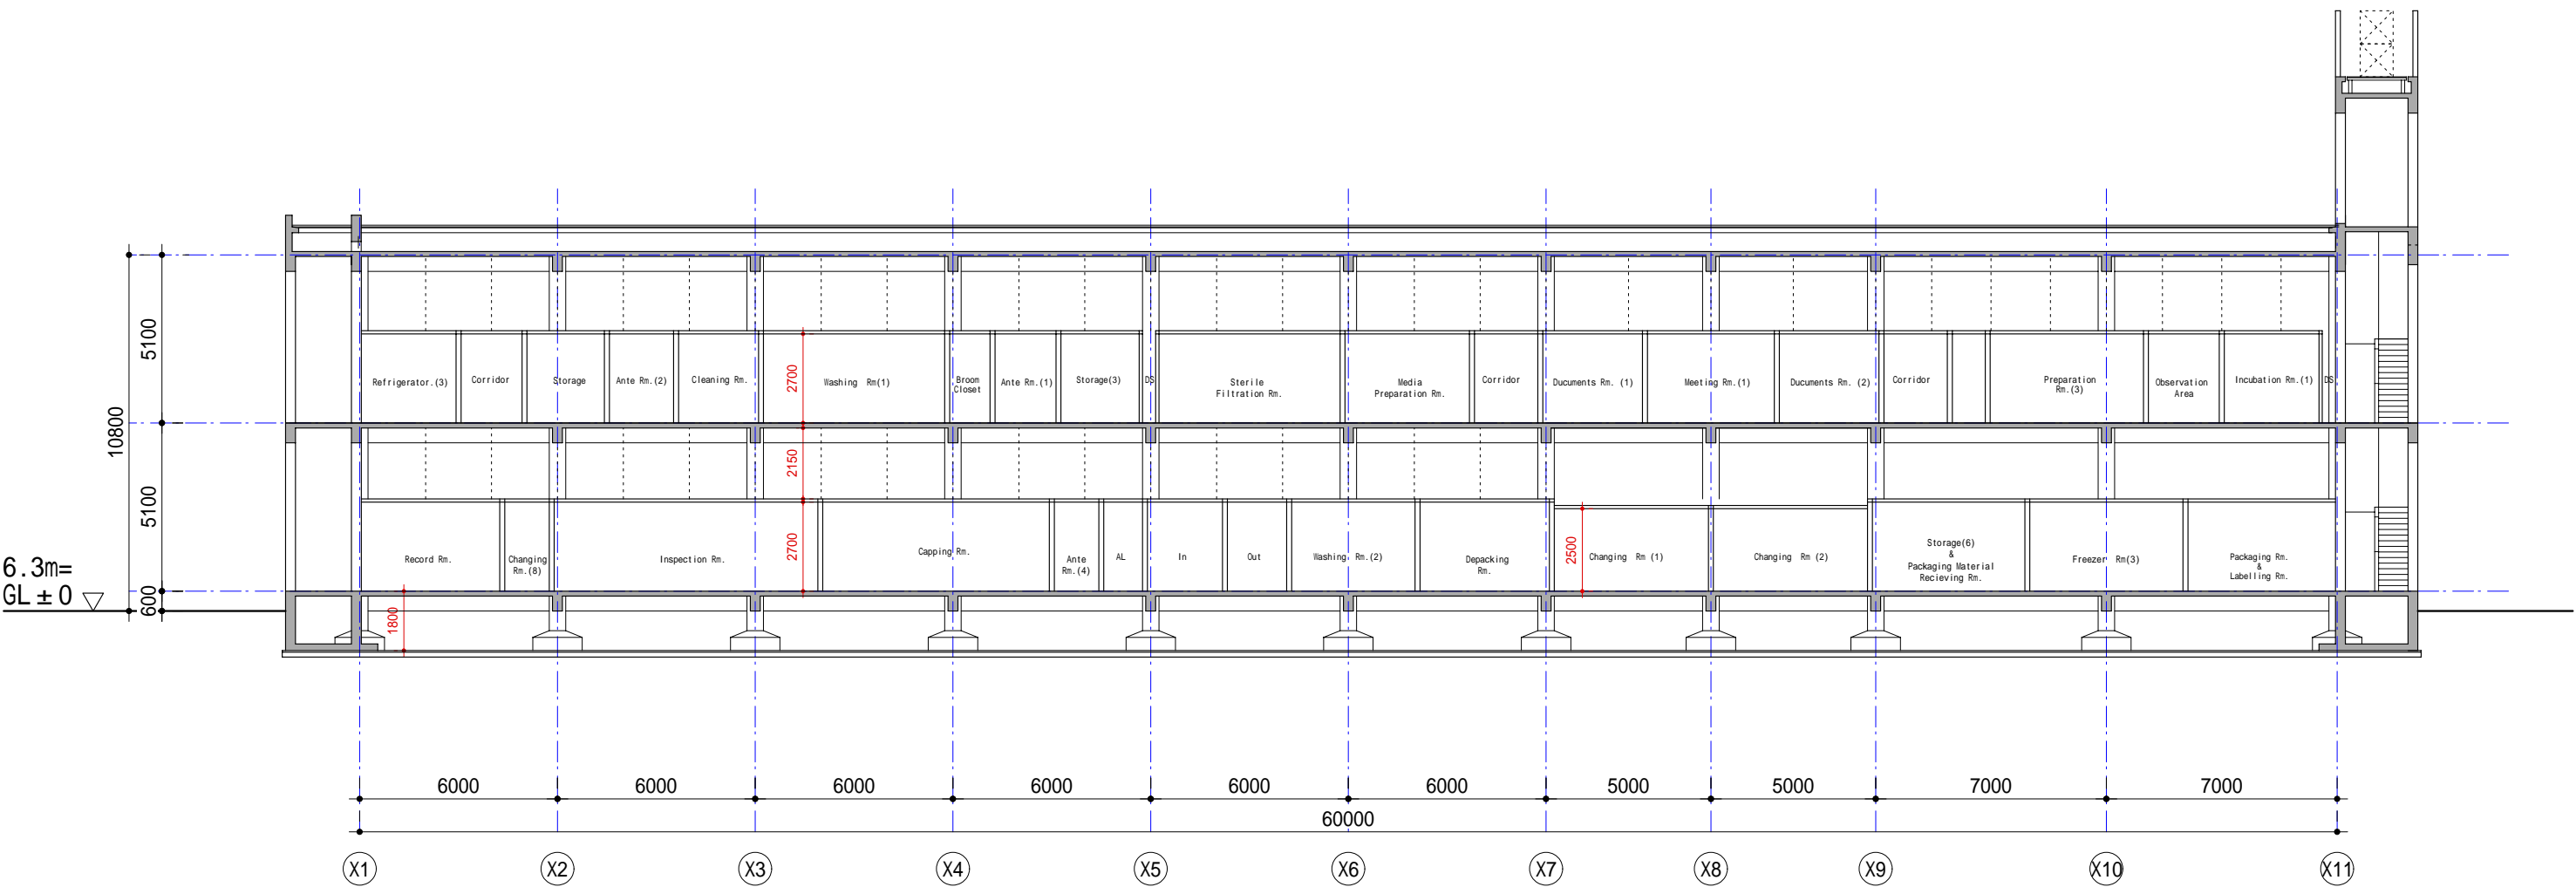 Refrigerator.(3)
Corridor
Storage
Ante Rm.(2)
Cleaning Rm.
Washing Rm(1)
Broom
Closet
Ante Rm.(1)
Storage(3)
DS
Sterile
Filtration Rm.
Media
Preparation Rm.
Corridor
Ducuments Rm. (1)
Meeting Rm.(1)
Ducuments Rm. (2)
Corridor
Preparation
Rm.(3)
Observation
Area
Incubation Rm.(1)
DS
5100
2700
10800
2150
5100
2700
2500
Record Rm.
Changing
Rm.(8)
Inspection Rm.
Capping Rm.
Ante
Rm.(4)
AL
In
Out
Washing Rm.(2)
Depacking
Rm.
Changing Rm (1)
Changing Rm (2)
Storage(6)
&
Packaging Material
Recieving Rm.
Freezer Rm(3)
Packaging Rm.
&
Labelling Rm.
6.3m=
GL±0
600
1800
6000 6000 6000 6000 6000 6000 5000 5000 7000 7000
60000
X1 X2 X3 X4 X5 X6 X7 X8 X9 X10 X11